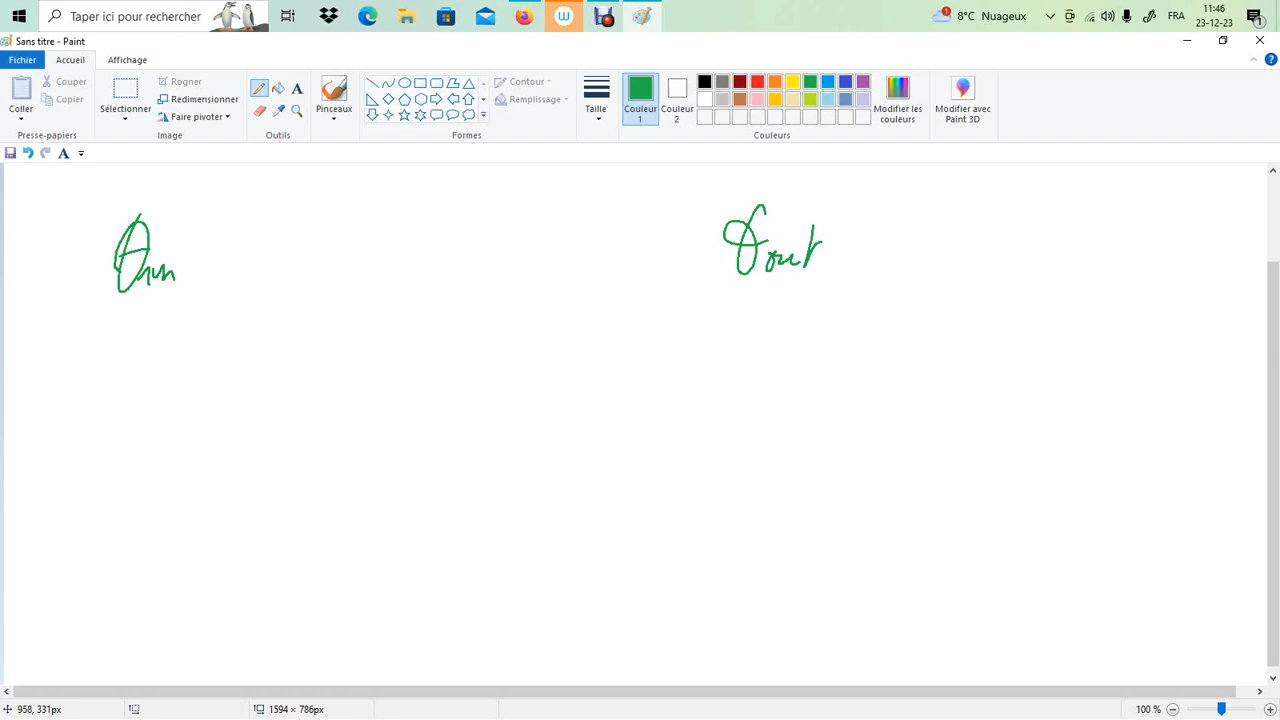 Taper ici pour rechercher
8°C Nuageux
FRA
11:46
23-12-23
1
Sans titre - Paint
Fichier Accueil Affichage
Coller
Couper
Copier
Presse-papiers
Sélectionner
Rogner
Redimensionner
Faire pivoter
Image
A
Outils
Pinceaux
Contour
Remplissage
Formes
Taille
Couleur 1
Couleur 2
Modifier les couleurs
Couleurs
Modifier avec Paint 3D
A
958, 331px
1594 × 786px
100 %